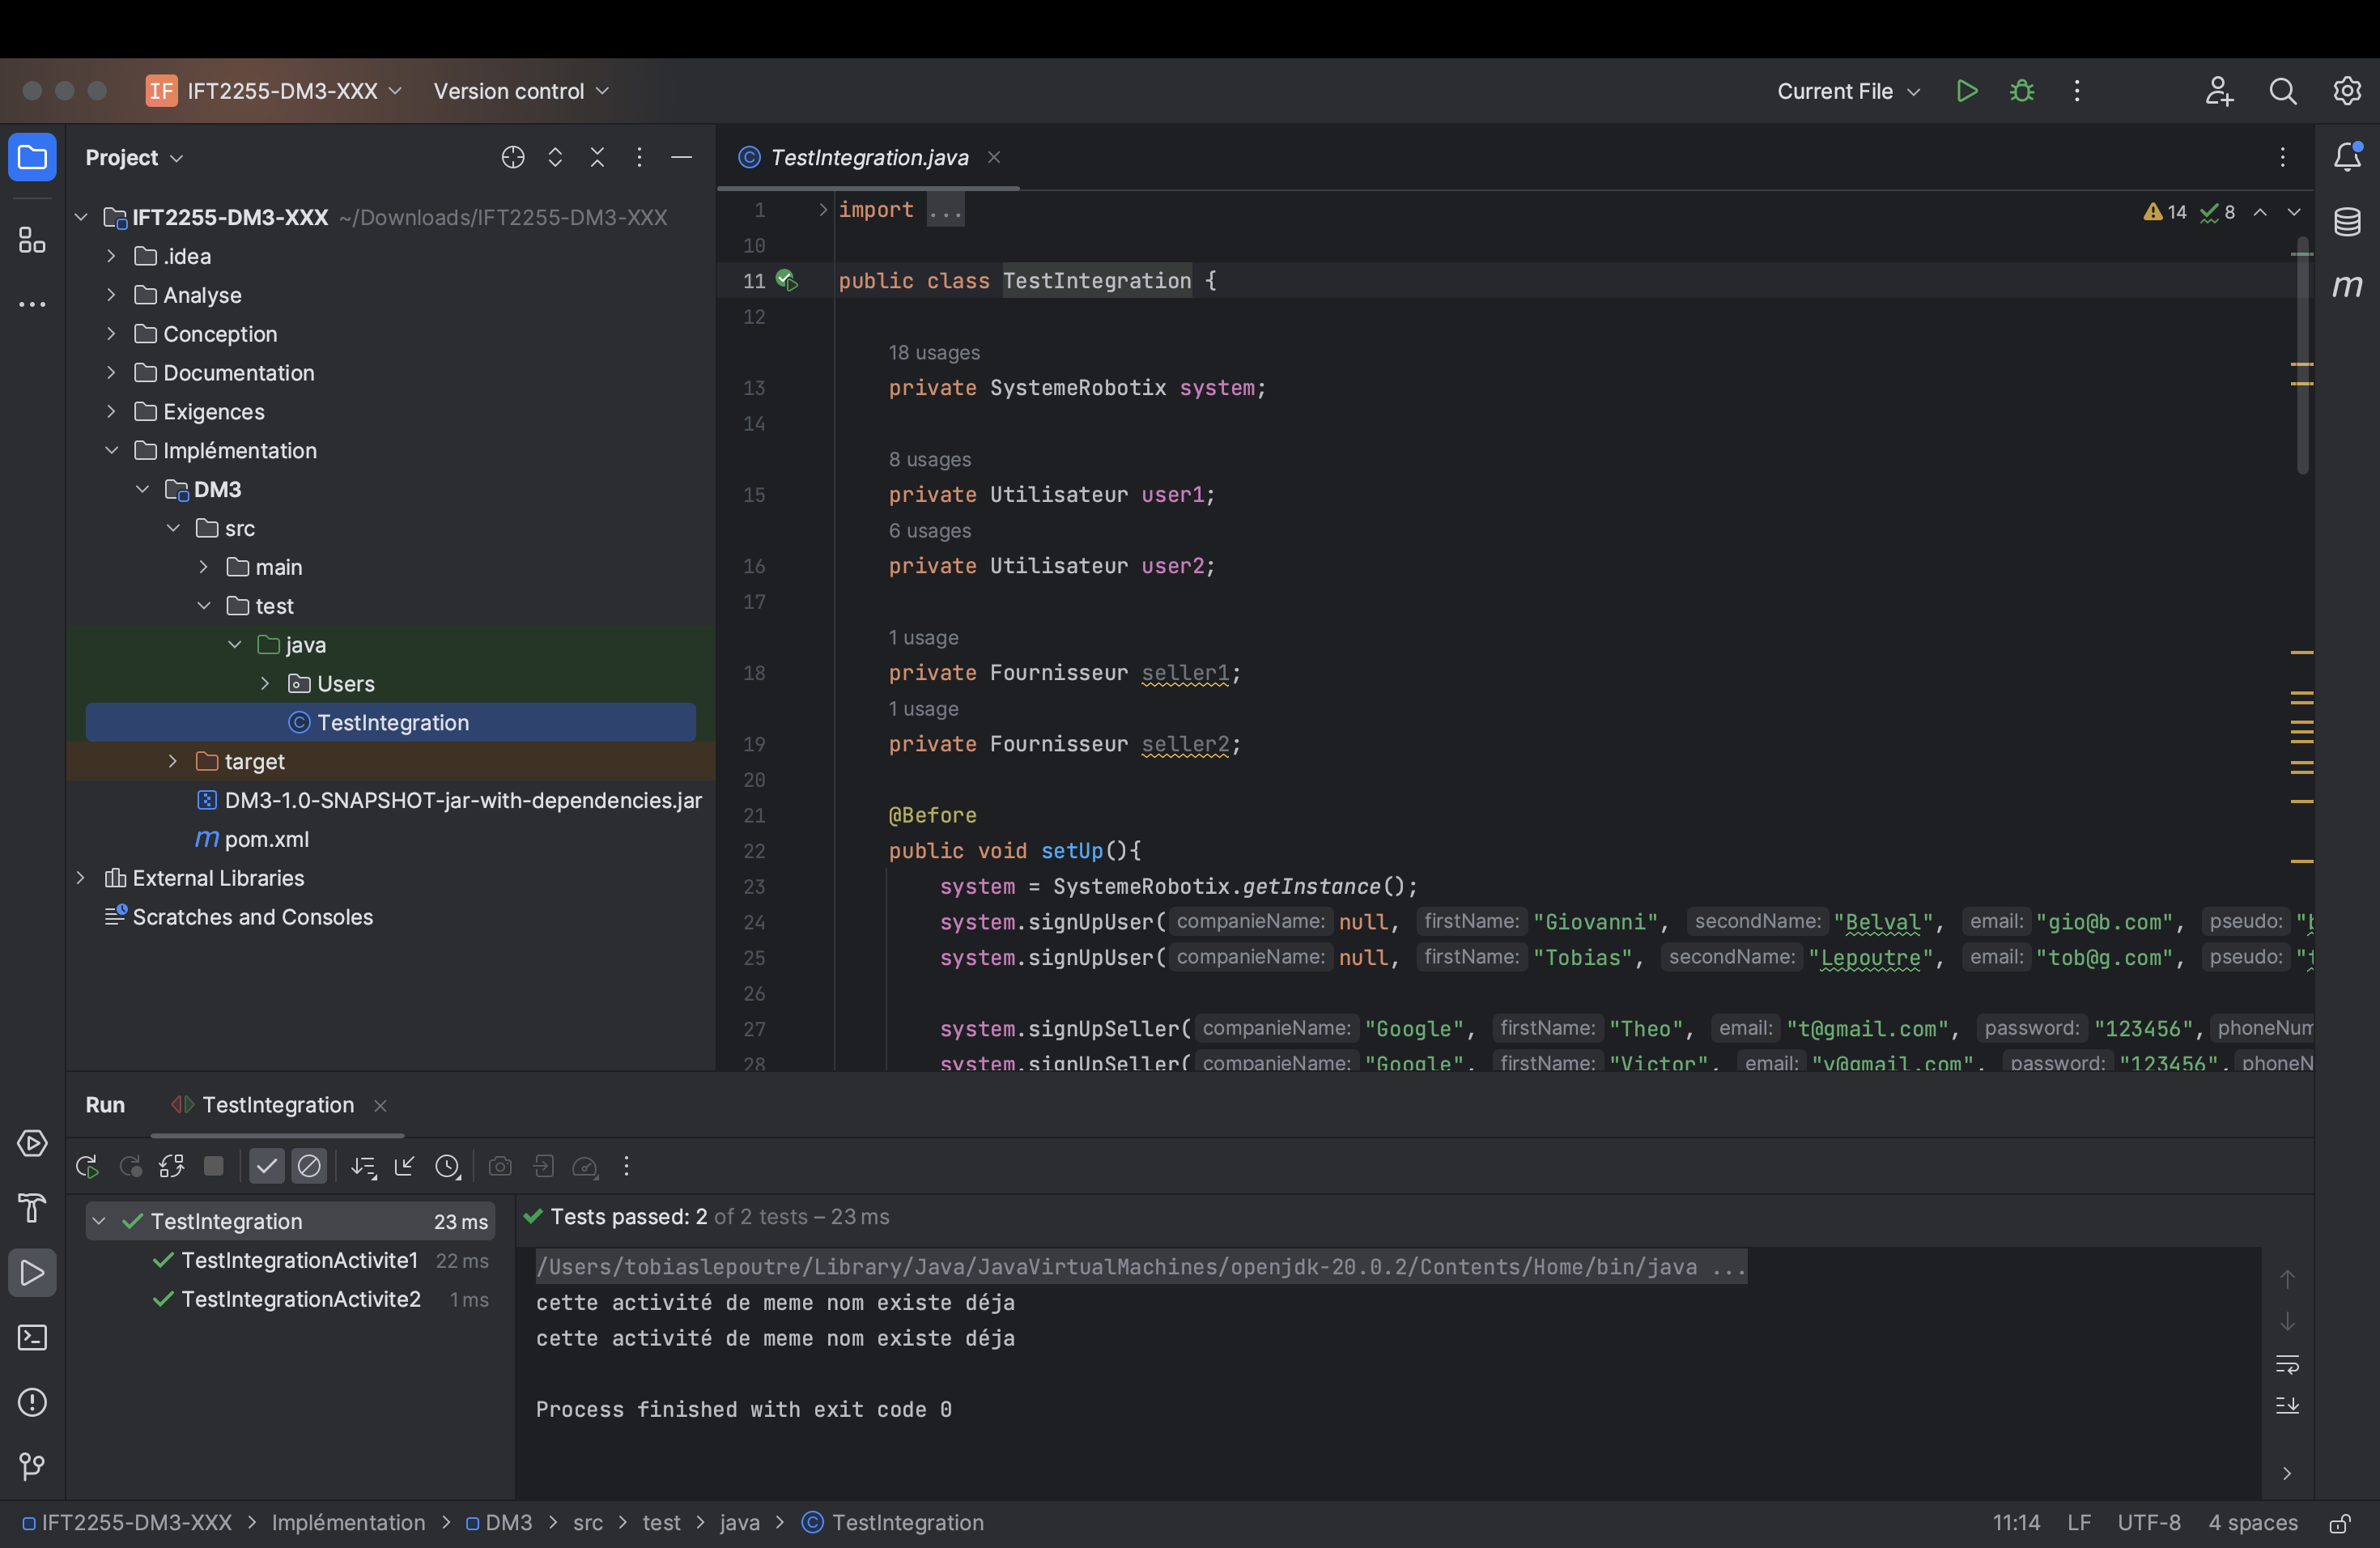 IF IFT2255-DM3-XXX Version control Current File
Project
IFT2255-DM3-XXX ~/Downloads/IFT2255-DM3-XXX
.idea
Analyse
Conception
Documentation
Exigences
Implémentation
DM3
src
main
test
java
Users
TestIntegration
target
DM3-1.0-SNAPSHOT-jar-with-dependencies.jar
m pom.xml
External Libraries
Scratches and Consoles
TestIntegration.java
14 8
1 import ...
10
11 public class TestIntegration {
12
18 usages
13 private SystemeRobotix system;
14
8 usages
15 private Utilisateur user1;
6 usages
16 private Utilisateur user2;
17
1 usage
18 private Fournisseur seller1;
1 usage
19 private Fournisseur seller2;
20
21 @Before
22 public void setUp(){
23 system = SystemeRobotix.getInstance();
24 system.signUpUser( companieName: null, firstName: "Giovanni", secondName: "Belval", email: "gio@b.com", pseudo: "b
25 system.signUpUser( companieName: null, firstName: "Tobias", secondName: "Lepoutre", email: "tob@g.com", pseudo: "t
26
27 system.signUpSeller( companieName: "Google", firstName: "Theo", email: "t@gmail.com", password: "123456", phoneNum
28 system.signUpSeller( companieName: "Google", firstName: "Victor", email: "v@gmail.com", password: "123456", phoneN
m
Run TestIntegration
TestIntegration 23 ms
TestIntegrationActivite1 22 ms
TestIntegrationActivite2 1 ms
Tests passed: 2 of 2 tests – 23 ms
/Users/tobiaslepoutre/Library/Java/JavaVirtualMachines/openjdk-20.0.2/Contents/Home/bin/java ...
cette activité de meme nom existe déja
cette activité de meme nom existe déja
Process finished with exit code 0
IFT2255-DM3-XXX > Implémentation > DM3 > src > test > java > TestIntegration
11:14 LF UTF-8 4 spaces